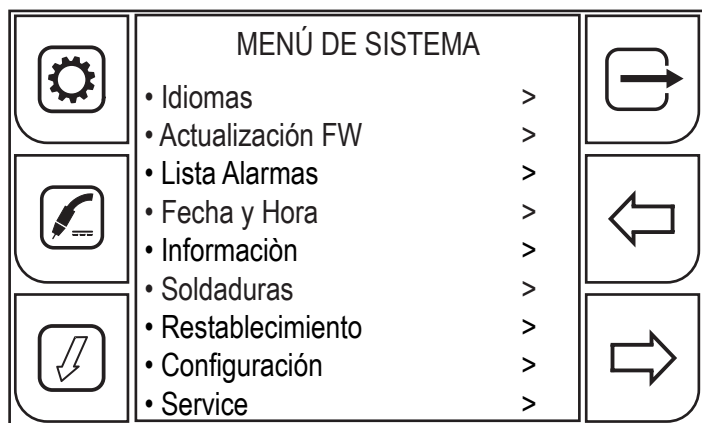 MENÚ DE SISTEMA
• Idiomas >
• Actualización FW >
• Lista Alarmas >
• Fecha y Hora >
• Informaciòn >
• Soldaduras >
• Restablecimiento >
• Configuración >
• Service >